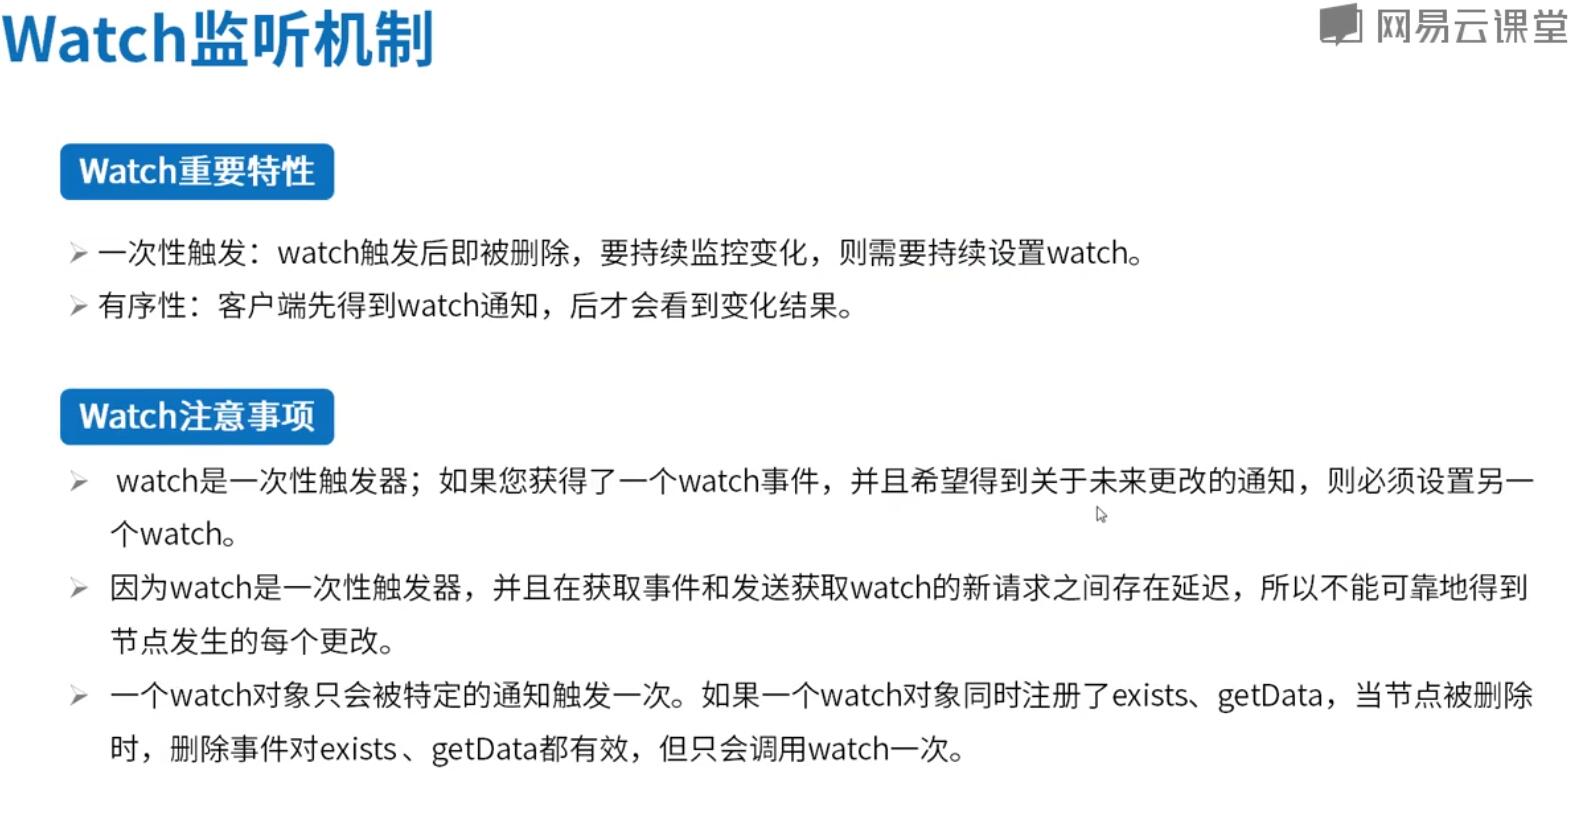 Watch监听机制
网易云课堂
Watch重要特性
一次性触发：watch触发后即被删除，要持续监控变化，则需要持续设置watch。
有序性：客户端先得到watch通知，后才会看到变化结果。
Watch注意事项
watch是一次性触发器；如果您获得了一个watch事件，并且希望得到关于未来更改的通知，则必须设置另一
个watch。
因为watch是一次性触发器，并且在获取事件和发送获取watch的新请求之间存在延迟，所以不能可靠地得到
节点发生的每个更改。
一个watch对象只会被特定的通知触发一次。如果一个watch对象同时注册了exists、getData，当节点被删除
时，删除事件对exists、getData都有效，但只会调用watch一次。